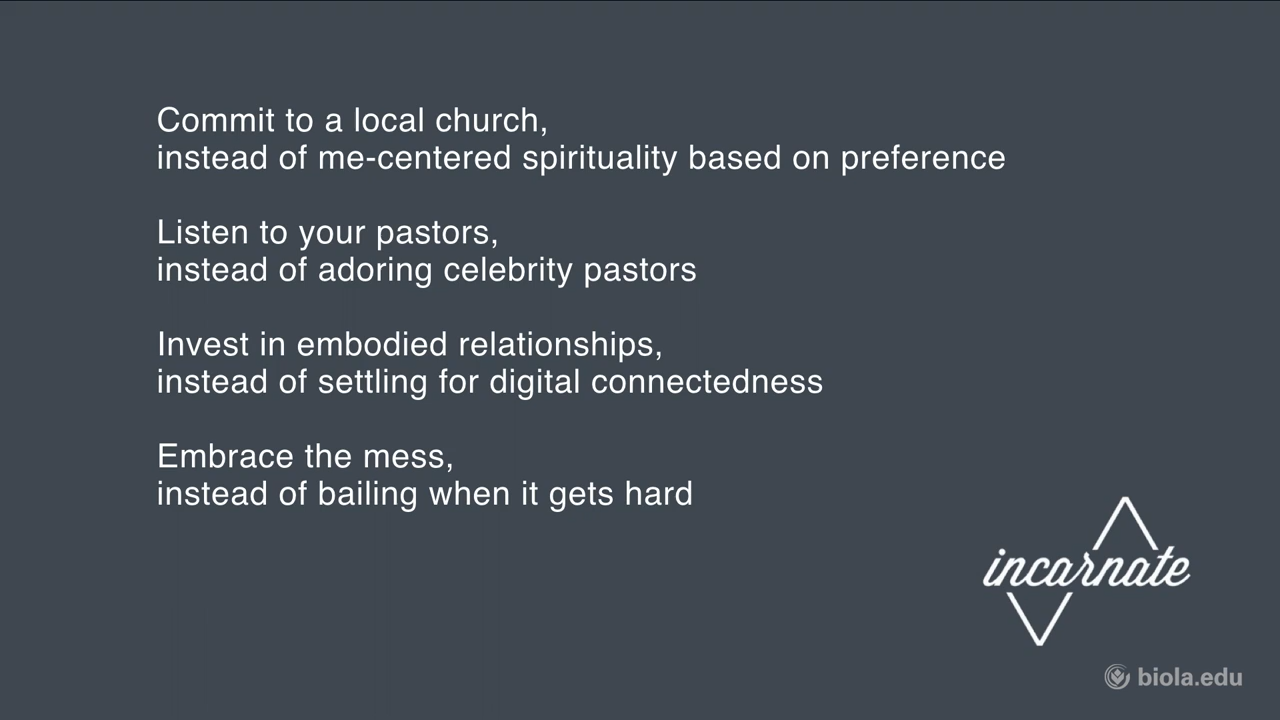 Commit to a local church,
instead of me-centered spirituality based on preference
Listen to your pastors,
instead of adoring celebrity pastors
Invest in embodied relationships,
instead of settling for digital connectedness
Embrace the mess,
instead of bailing when it gets hard
incarnate
biola.edu